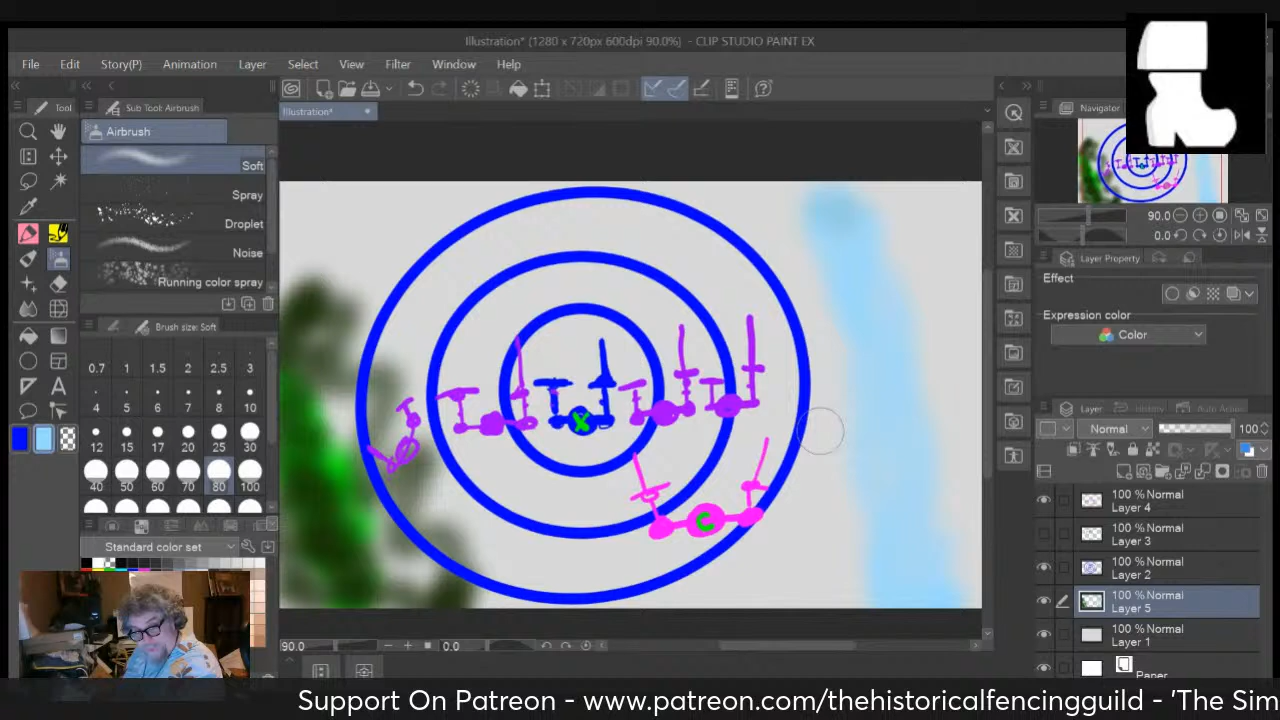 Illustration* (1280 x 720px 600dpi 90.0%) - CLIP STUDIO PAINT EX
File Edit Story(P) Animation Layer Select View Filter Window Help
Tool
Sub Tool: Airbrush
Illustration*
Navigator
Airbrush
Soft
Spray
Droplet
Noise
Running color spray
Brush size: Soft
0.7 1 1.5 2 2.5 3
4 5 6 7 8 10
12 15 17 20 25 30
40 50 60 70 80 100
Standard color set
90.0
0.0
Layer Property
Effect
Expression color
Color
Layer
History
Auto Action
Normal
100
100 % Normal
Layer 4
100 % Normal
Layer 3
100 % Normal
Layer 2
100 % Normal
Layer 5
100 % Normal
Layer 1
Paper
X
C
90.0
0.0
Support On Patreon - www.patreon.com/thehistoricalfencingguild - 'The Sim